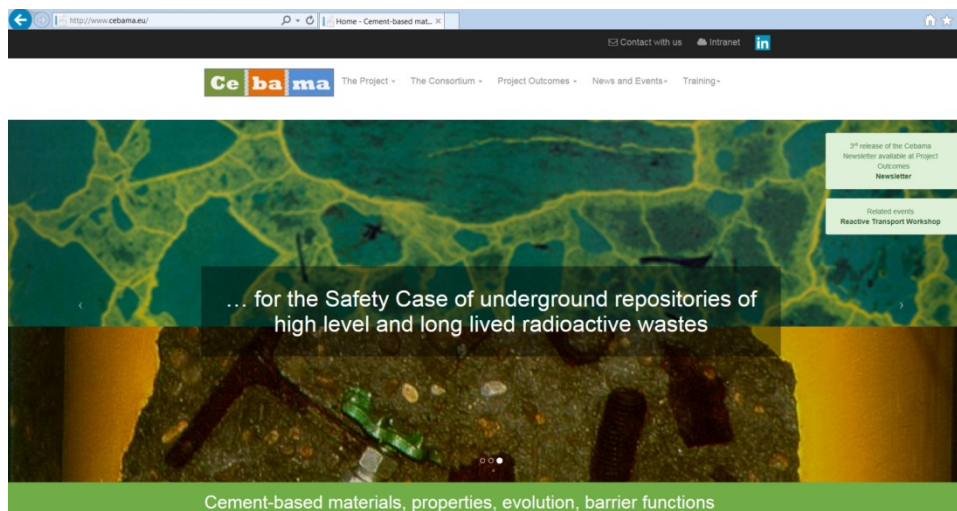 http://www.cebama.eu/
Home - Cement-based mat...
Contact with us
Intranet
in
Ce ba ma
The Project
The Consortium
Project Outcomes
News and Events
Training
3rd release of the Cebama
Newsletter available at Project
Outcomes
Newsletter
Related events
Reactive Transport Workshop
... for the Safety Case of underground repositories of
high level and long lived radioactive wastes
Cement-based materials, properties, evolution, barrier functions